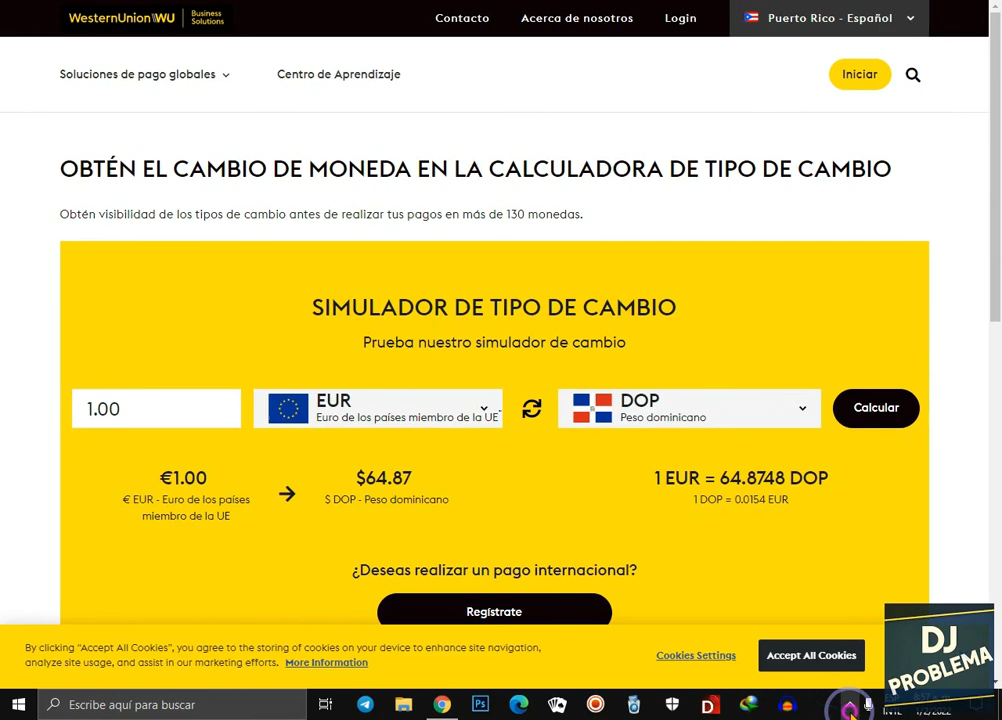 WesternUnion WU Business Solutions
Contacto
Acerca de nosotros
Login
Puerto Rico - Español
Soluciones de pago globales
Centro de Aprendizaje
Iniciar
OBTÉN EL CAMBIO DE MONEDA EN LA CALCULADORA DE TIPO DE CAMBIO
Obtén visibilidad de los tipos de cambio antes de realizar tus pagos en más de 130 monedas.
SIMULADOR DE TIPO DE CAMBIO
Prueba nuestro simulador de cambio
1.00
EUR
Euro de los países miembro de la UE
DOP
Peso dominicano
Calcular
€1.00
€ EUR - Euro de los países
miembro de la UE
$64.87
$ DOP - Peso dominicano
1 EUR = 64.8748 DOP
1 DOP = 0.0154 EUR
¿Deseas realizar un pago internacional?
Regístrate
By clicking “Accept All Cookies”, you agree to the storing of cookies on your device to enhance site navigation,
analyze site usage, and assist in our marketing efforts. More Information
Cookies Settings
Accept All Cookies
DJ
PROBLEMA
Escribe aquí para buscar
Ps